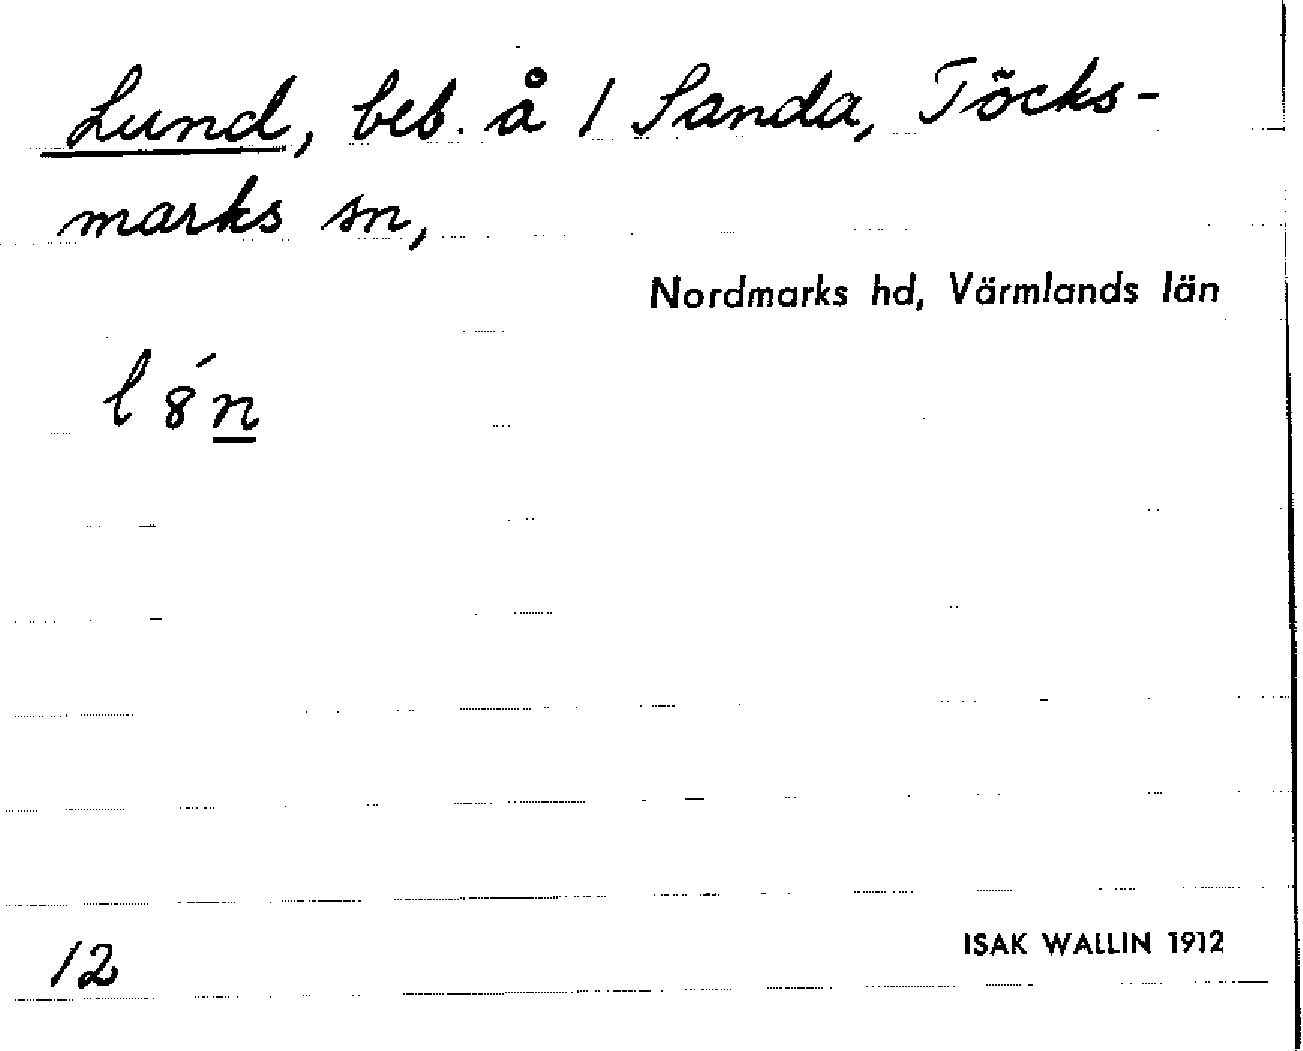 Lund, beb. å 1 Sanda, Töcks-
marks sn,
Nordmarks hd, Värmlands län
l 8́ n
12
ISAK WALLIN 1912